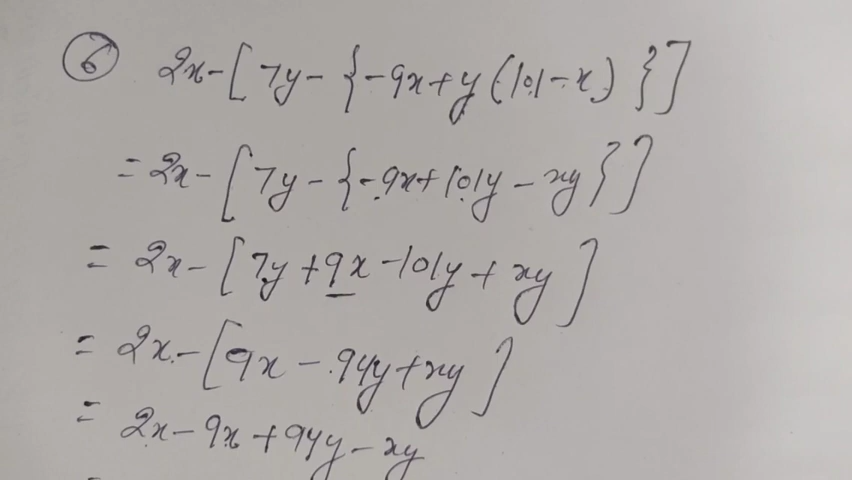 6 2x-[7y-{-9x+y(101-x)}]
=2x-[7y-{-9x+101y-xy}]
= 2x-[7y+9x-101y+xy]
= 2x-[9x-94y+xy]
= 2x-9x+94y-xy